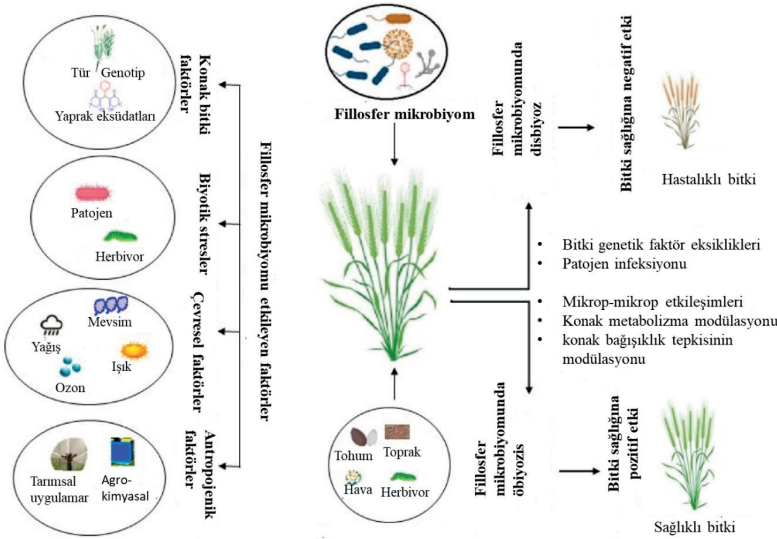 Tür Genotip
Yaprak eksüdatları
Konak bitki
faktörler
Patojen
Herbivor
Biyotik stresler
Mevsim
Yağış
Işık
Ozon
Çevresel faktörler
Tarımsal
uygulamar
Agro-
kimyasal
Antropojenik
faktörler
Fillosfer mikrobiyomu etkileyen faktörler
Fillosfer mikrobiyom
Tohum Toprak
Hava Herbivor
Fillosfer
mikrobiyomunda
disbiyoz
Bitki sağlığına negatif etki
Hastalıklı bitki
• Bitki genetik faktör eksiklikleri
• Patojen infeksiyonu
• Mikrop-mikrop etkileşimleri
• Konak metabolizma modülasyonu
• konak bağışıklık tepkisinin
modülasyonu
Fillosfer
mikrobiyomunda
öbiyozis
Bitki sağlığına
pozitif etki
Sağlıklı bitki